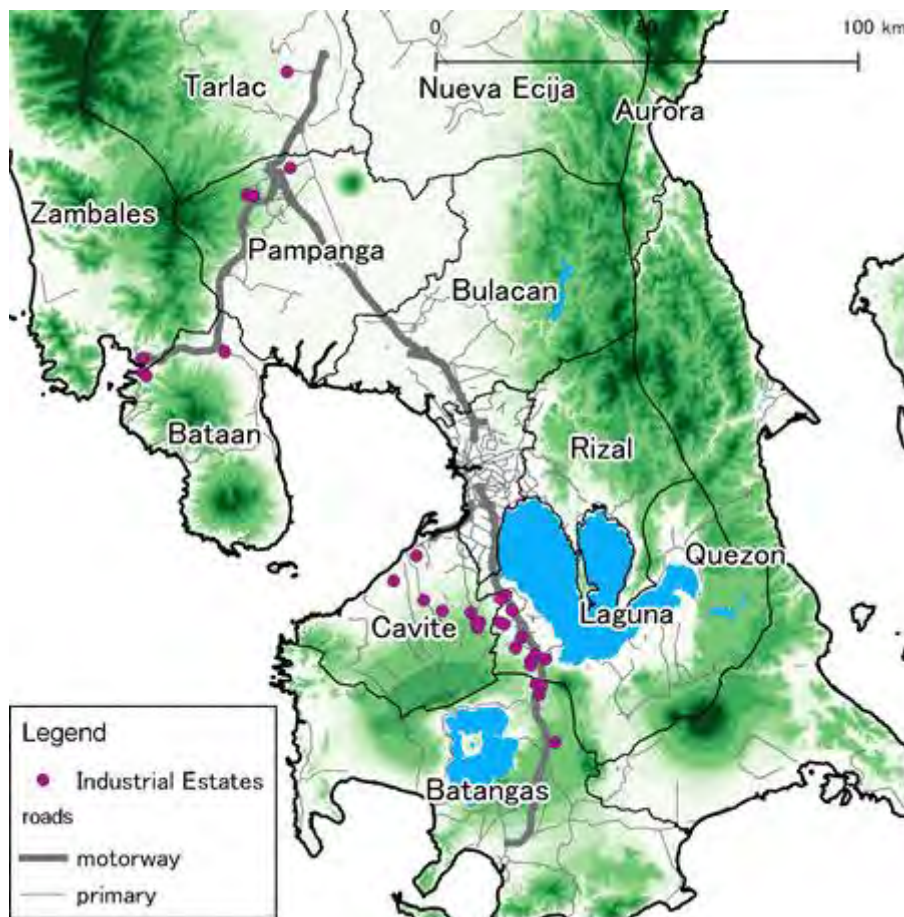 0 50 100 km
Tarlac
Nueva Ecija
Aurora
Zambales
Pampanga
Bulacan
Bataan
Rizal
Quezon
Laguna
Cavite
Batangas
Legend
Industrial Estates
roads
motorway
primary